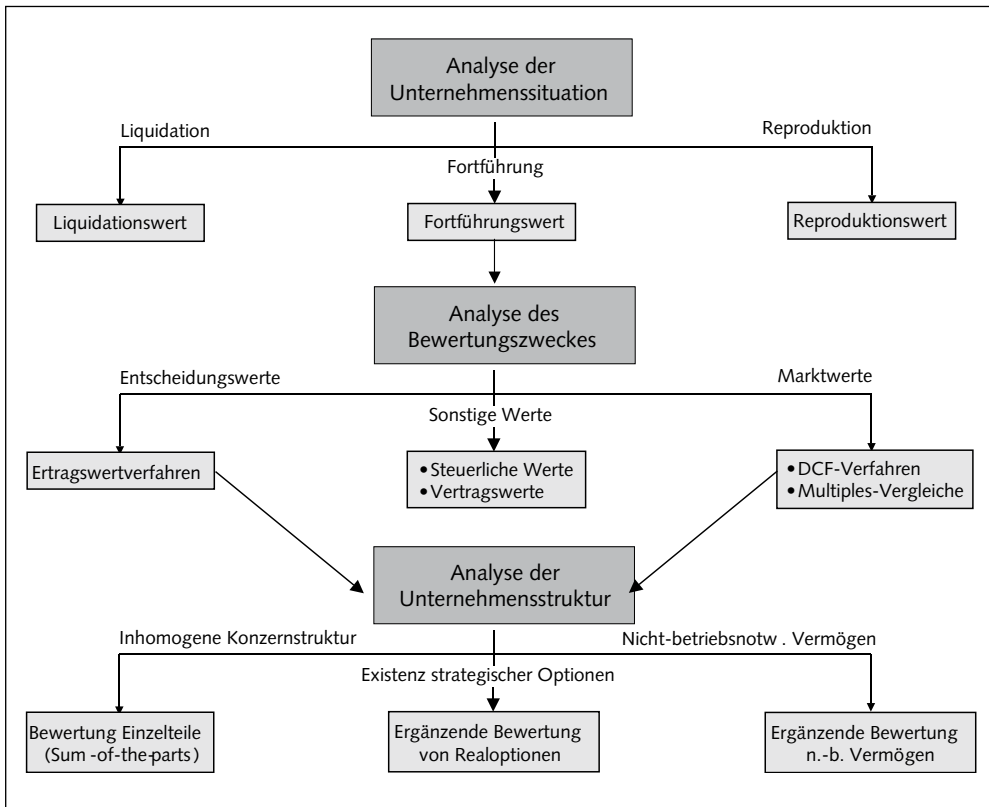 Analyse der
Unternehmenssituation
Liquidation
Reproduktion
Fortführung
Liquidationswert
Fortführungswert
Reproduktionswert
Analyse des
Bewertungszweckes
Entscheidungswerte
Marktwerte
Sonstige Werte
Ertragswertverfahren
• Steuerliche Werte
• Vertragswerte
• DCF-Verfahren
• Multiples-Vergleiche
Analyse der
Unternehmensstruktur
Inhomogene Konzernstruktur
Nicht-betriebsnotw . Vermögen
Existenz strategischer Optionen
Bewertung Einzelteile
(Sum -of-the-parts )
Ergänzende Bewertung
von Realoptionen
Ergänzende Bewertung
n.-b. Vermögen